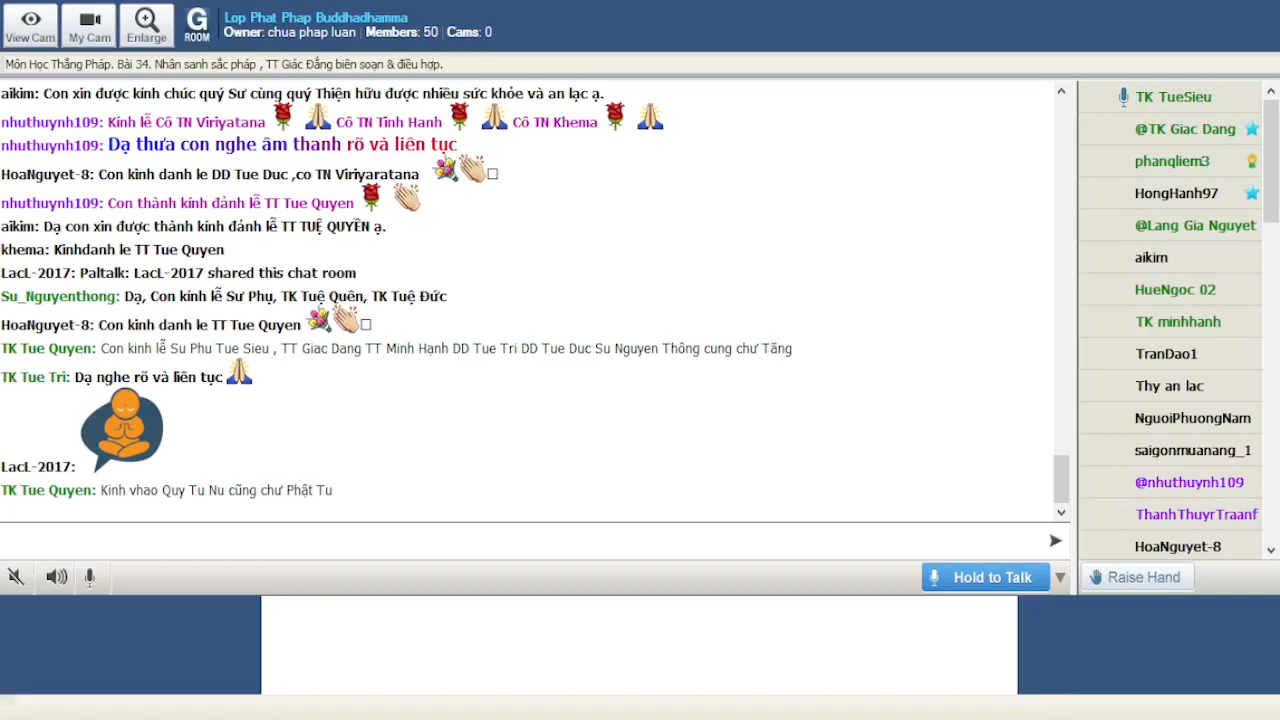 View Cam
My Cam
Enlarge
G
ROOM
Lop Phat Phap Buddhadhamma
Owner: chua phap luan | Members: 50 | Cams: 0
Môn Học Thắng Pháp. Bài 34. Nhân sanh sắc pháp , TT Giác Đẳng biên soạn & điều hợp.
aikim: Con xin được kính chúc quý Sư cùng quý Thiện hữu được nhiều sức khỏe và an lạc ạ.
nhuthuynh109: Kính lễ Cô TN Viriyatana Cô TN Tinh Hanh Cô TN Khema
nhuthuynh109: Dạ thưa con nghe âm thanh rõ và liên tục
HoaNguyet-8: Con kinh danh le DD Tue Duc ,co TN Viriyaratana
nhuthuynh109: Con thành kính đảnh lễ TT Tue Quyen
aikim: Dạ con xin được thành kính đảnh lễ TT TUỆ QUYỀN ạ.
khema: Kinhdanh le TT Tue Quyen
LacL-2017: Paltalk: LacL-2017 shared this chat room
Su_Nguyenthong: Dạ, Con kính lễ Sư Phụ, TK Tuệ Quên, TK Tuệ Đức
HoaNguyet-8: Con kinh danh le TT Tue Quyen
TK Tue Quyen: Con kinh lễ Su Phu Tue Sieu , TT Giac Dang TT Minh Hạnh DD Tue Tri DD Tue Duc Su Nguyen Thông cung chư Tăng
TK Tue Tri: Dạ nghe rõ và liên tục
LacL-2017:
TK Tue Quyen: Kinh vhao Quy Tu Nu cũng chư Phật Tu
Hold to Talk
TK TueSieu
@TK Giac Dang
phanqliem3
HongHanh97
@Lang Gia Nguyet
aikim
HueNgoc 02
TK minhhanh
TranDao1
Thy an lac
NguoiPhuongNam
saigonmuanang_1
@nhuthuynh109
ThanhThuyrTraanf
HoaNguyet-8
Raise Hand